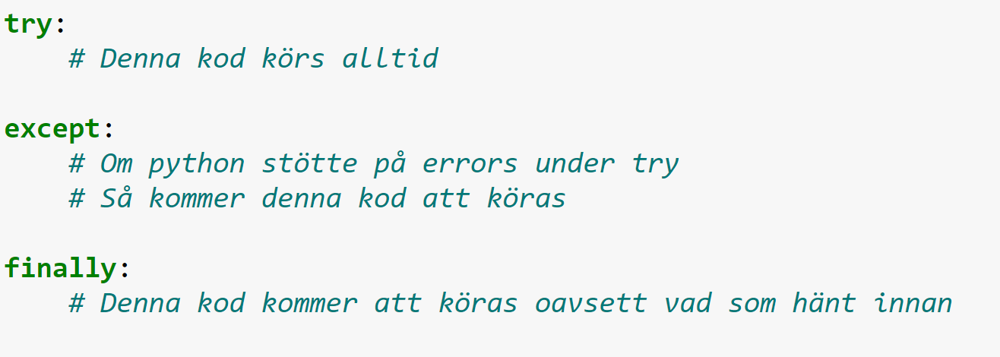 try:
    # Denna kod körs alltid
except:
    # Om python stötte på errors under try
    # Så kommer denna kod att köras
finally:
    # Denna kod kommer att köras oavsett vad som hänt innan